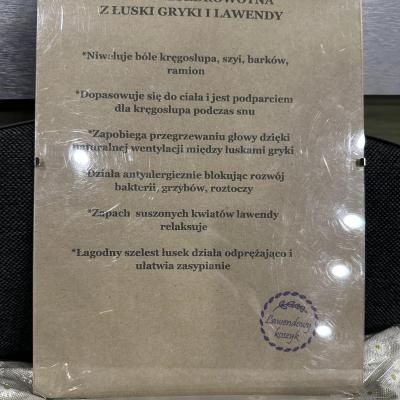 Z ŁUSKI GRYKI I LAWENDY
*Niweluje bóle kręgosłupa, szyi, barków,
ramion
*Dopasowuje się do ciała i jest podparciem
dla kręgosłupa podczas snu
*Zapobiega przegrzewaniu głowy dzięki
naturalnej wentylacji między łuskami gryki
Działa antyalergicznie blokując rozwój
bakterii, grzybów, roztoczy
*Zapach suszonych kwiatów lawendy
relaksuje
*Łagodny szelest łusek działa odprężająco i
ułatwia zasypianie
Lawendowy
koszyk